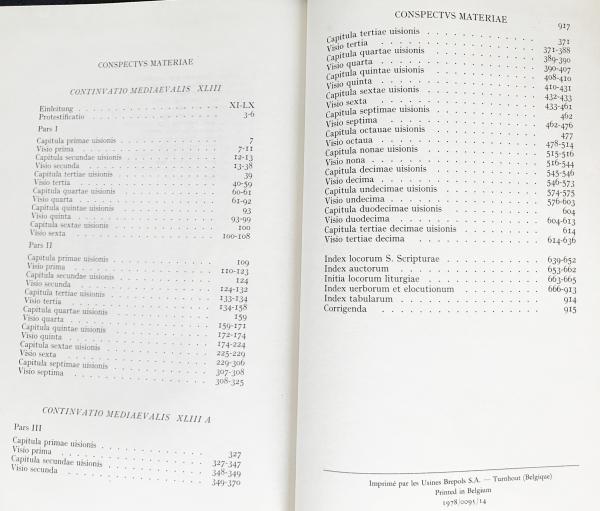 CONSPECTVS MATERIAE
CONTINVATIO MEDIAEVALIS XLIII
Einleitung . . . . . . . . . . XI-LX
Protestificatio . . . . . . . . . . 3-6
Pars I
Capitula primae uisionis . . . . . . . . . . 7
Visio prima . . . . . . . . . . 7-11
Capitula secundae uisionis . . . . . . . . . . 12-13
Visio secunda . . . . . . . . . . 13-38
Capitula tertiae uisionis . . . . . . . . . . 39
Visio tertia . . . . . . . . . . 40-59
Capitula quartae uisionis . . . . . . . . . . 60-61
Visio quarta . . . . . . . . . . 61-92
Capitula quintae uisionis . . . . . . . . . . 93
Visio quinta . . . . . . . . . . 93-99
Capitula sextae uisionis . . . . . . . . . . 100
Visio sexta . . . . . . . . . . 100-108
Pars II
Capitula primae uisionis . . . . . . . . . . 109
Visio prima . . . . . . . . . . 110-123
Capitula secundae uisionis . . . . . . . . . . 124
Visio secunda . . . . . . . . . . 124-132
Capitula tertiae uisionis . . . . . . . . . . 133-134
Visio tertia . . . . . . . . . . 134-158
Capitula quartae uisionis . . . . . . . . . . 159
Visio quarta . . . . . . . . . . 159-171
Capitula quintae uisionis . . . . . . . . . . 172-174
Visio quinta . . . . . . . . . . 174-224
Capitula sextae uisionis . . . . . . . . . . 225-229
Visio sexta . . . . . . . . . . 229-306
Capitula septimae uisionis . . . . . . . . . . 307-308
Visio septima . . . . . . . . . . 308-325
CONTINVATIO MEDIAEVALIS XLIII A
Pars III
Capitula primae uisionis . . . . . . . . . . 327
Visio prima . . . . . . . . . . 327-347
Capitula secundae uisionis . . . . . . . . . . 348-349
Visio secunda . . . . . . . . . . 349-370
CONSPECTVS MATERIAE 917
Capitula tertiae uisionis . . . . . . . . . . 371
Visio tertia . . . . . . . . . . 371-388
Capitula quartae uisionis . . . . . . . . . . 389-390
Visio quarta . . . . . . . . . . 390-407
Capitula quintae uisionis . . . . . . . . . . 408-410
Visio quinta . . . . . . . . . . 410-431
Capitula sextae uisionis . . . . . . . . . . 432-433
Visio sexta . . . . . . . . . . 433-461
Capitula septimae uisionis . . . . . . . . . . 462
Visio septima . . . . . . . . . . 462-476
Capitula octauae uisionis . . . . . . . . . . 477
Visio octaua . . . . . . . . . . 478-514
Capitula nonae uisionis . . . . . . . . . . 515-516
Visio nona . . . . . . . . . . 516-544
Capitula decimae uisionis . . . . . . . . . . 545-546
Visio decima . . . . . . . . . . 546-573
Capitula undecimae uisionis . . . . . . . . . . 574-575
Visio undecima . . . . . . . . . . 576-603
Capitula duodecimae uisionis . . . . . . . . . . 604
Visio duodecima . . . . . . . . . . 604-613
Capitula tertiae decimae uisionis . . . . . . . . . . 614
Visio tertiae decima . . . . . . . . . . 614-636
Index locorum S. Scripturae . . . . . . . . . . 639-652
Index auctorum . . . . . . . . . . 653-662
Initia locorum liturgiae . . . . . . . . . . 663-665
Index uerborum et elocutionum . . . . . . . . . . 666-913
Index tabularum . . . . . . . . . . 914
Corrigenda . . . . . . . . . . 915
Imprimé par les Usines Brepols S.A. — Turnhout (Belgique)
Printed in Belgium
1978/0095/14